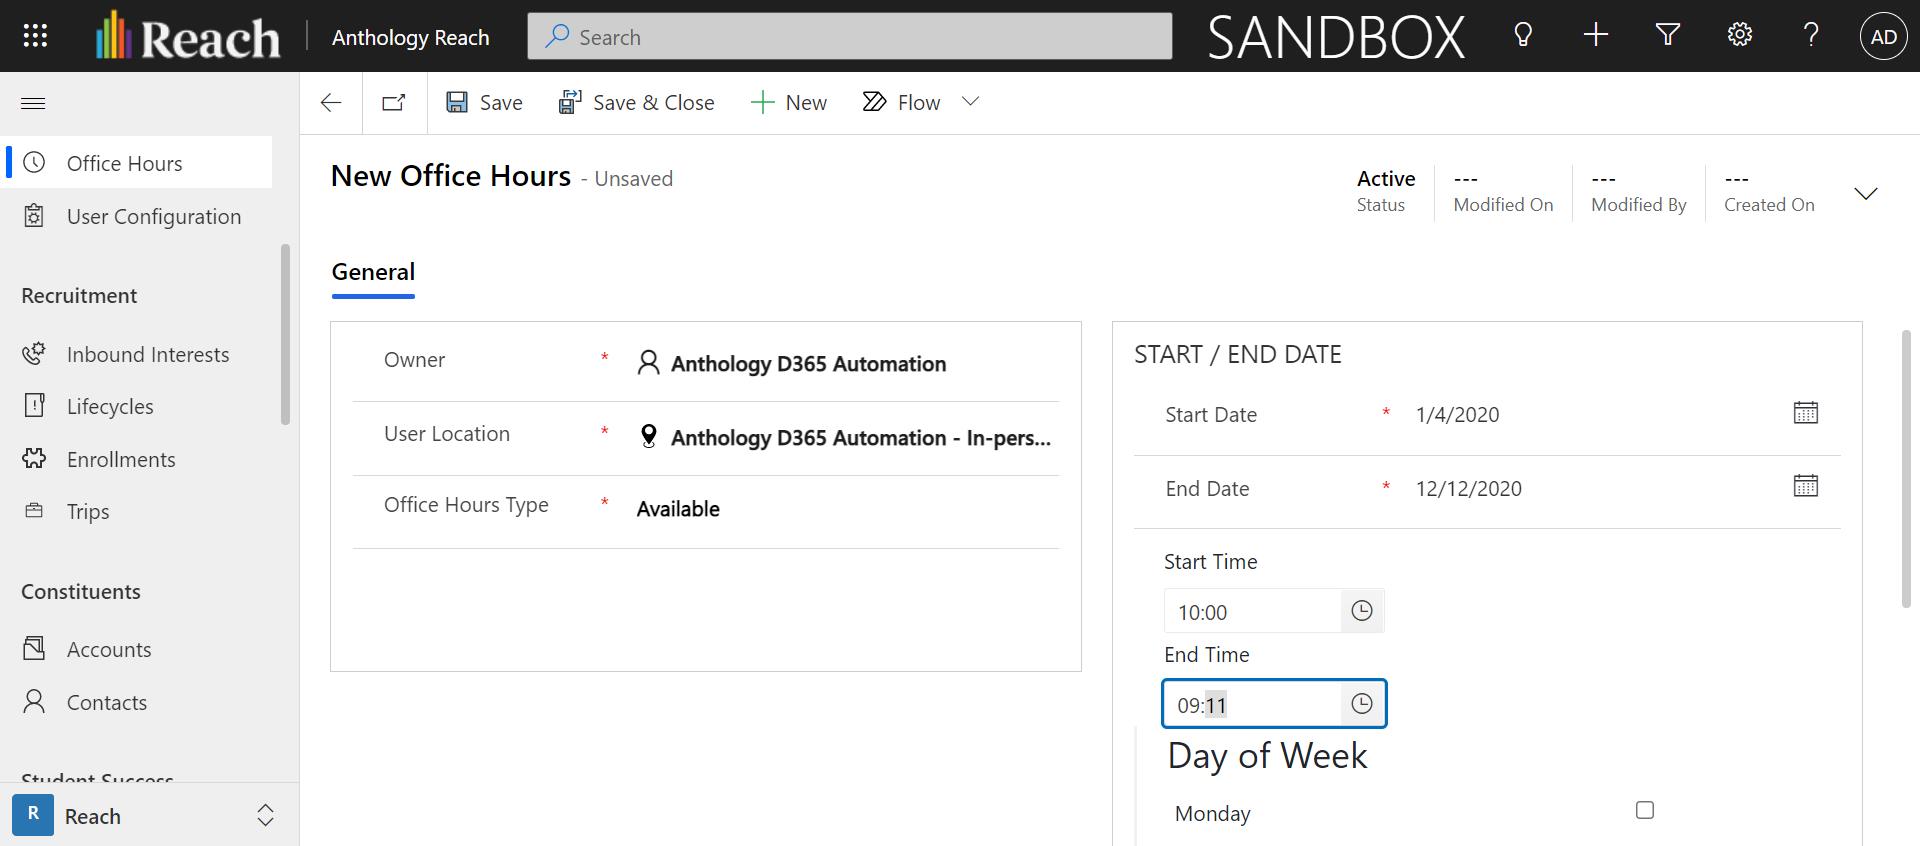 Reach
Anthology Reach
Search
SANDBOX
AD
Save
Save & Close
New
Flow
Office Hours
User Configuration
Recruitment
Inbound Interests
Lifecycles
Enrollments
Trips
Constituents
Accounts
Contacts
Student Success
R Reach
New Office Hours - Unsaved
Active
Status
---
Modified On
---
Modified By
---
Created On
General
Owner * Anthology D365 Automation
User Location * Anthology D365 Automation - In-pers...
Office Hours Type * Available
START / END DATE
Start Date * 1/4/2020
End Date * 12/12/2020
Start Time
10:00
End Time
09:11
Day of Week
Monday